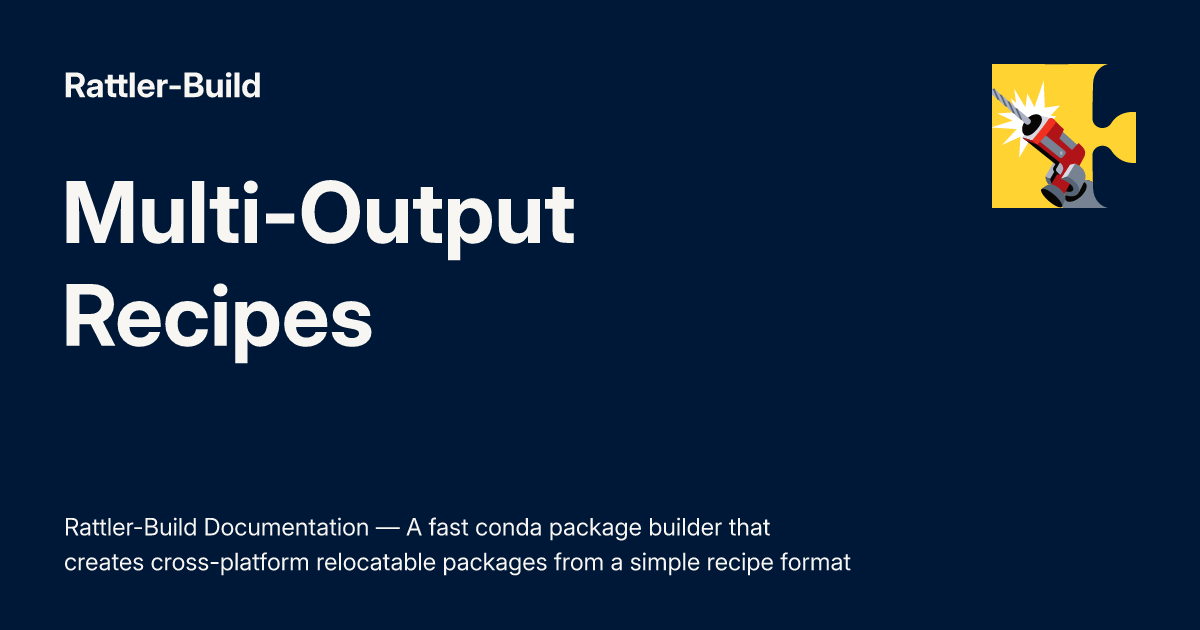 Rattler-Build
Multi-Output
Recipes
Rattler-Build Documentation — A fast conda package builder that
creates cross-platform relocatable packages from a simple recipe format